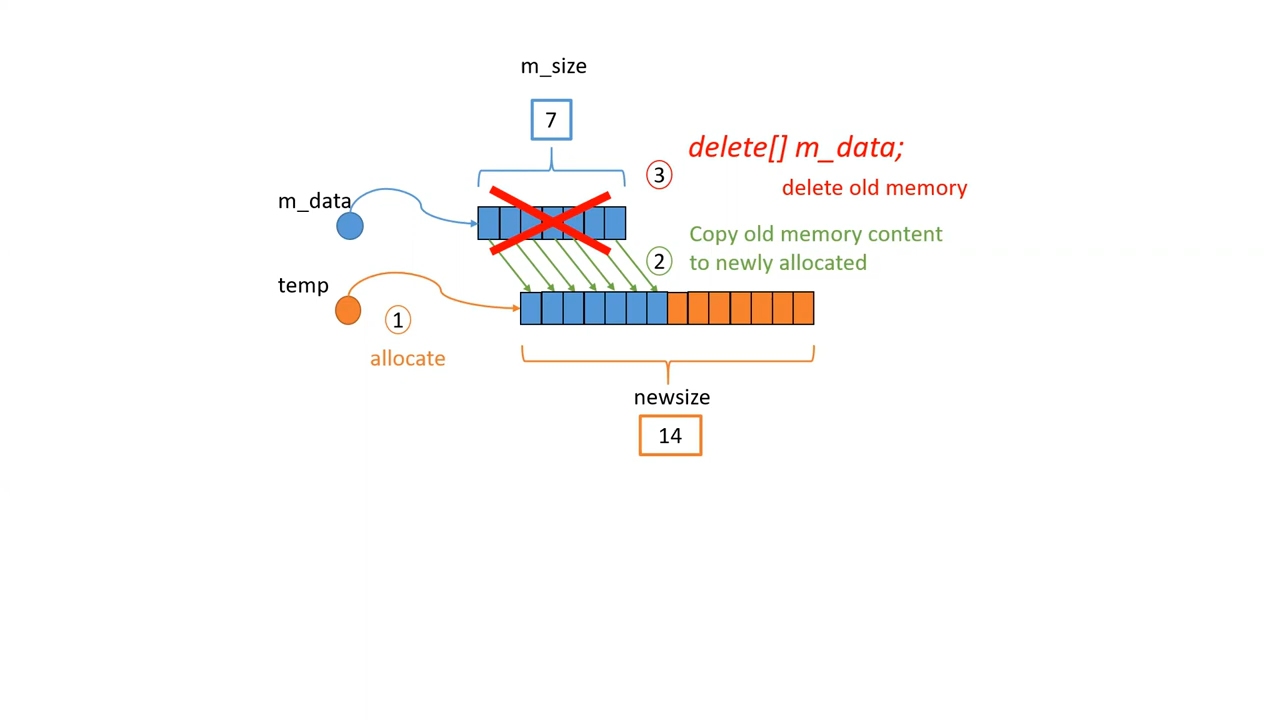 m_size
7
delete[] m_data;
3
delete old memory
m_data
Copy old memory content
2
to newly allocated
temp
1
allocate
newsize
14